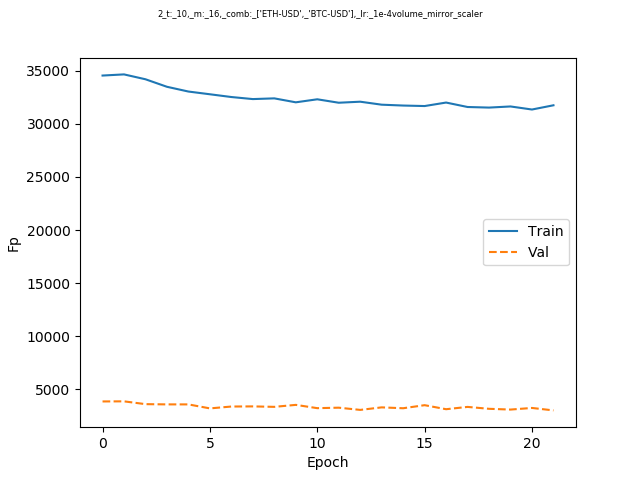 2_t:_10,_m:_16,_comb:_['ETH-USD',_'BTC-USD'],_lr:_1e-4volume_mirror_scaler
35000
30000
25000
20000
15000
10000
5000
Fp
Train
Val
0 5 10 15 20
Epoch